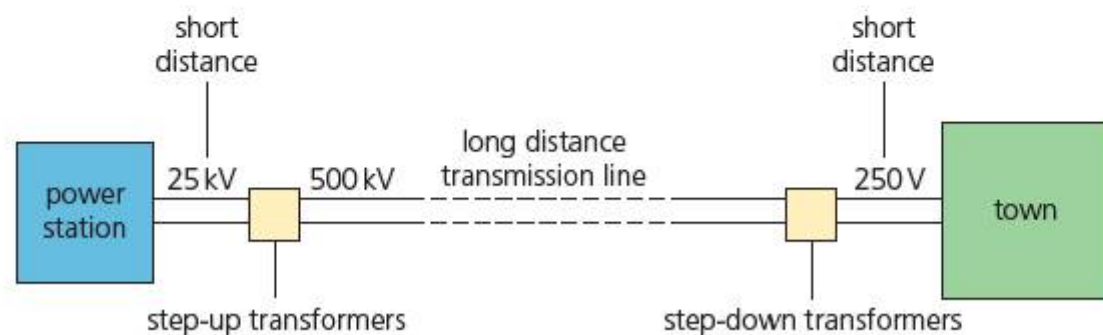 short
distance
short
distance
long distance
transmission line
25 kV
500 kV
250 V
power
station
town
step-up transformers
step-down transformers